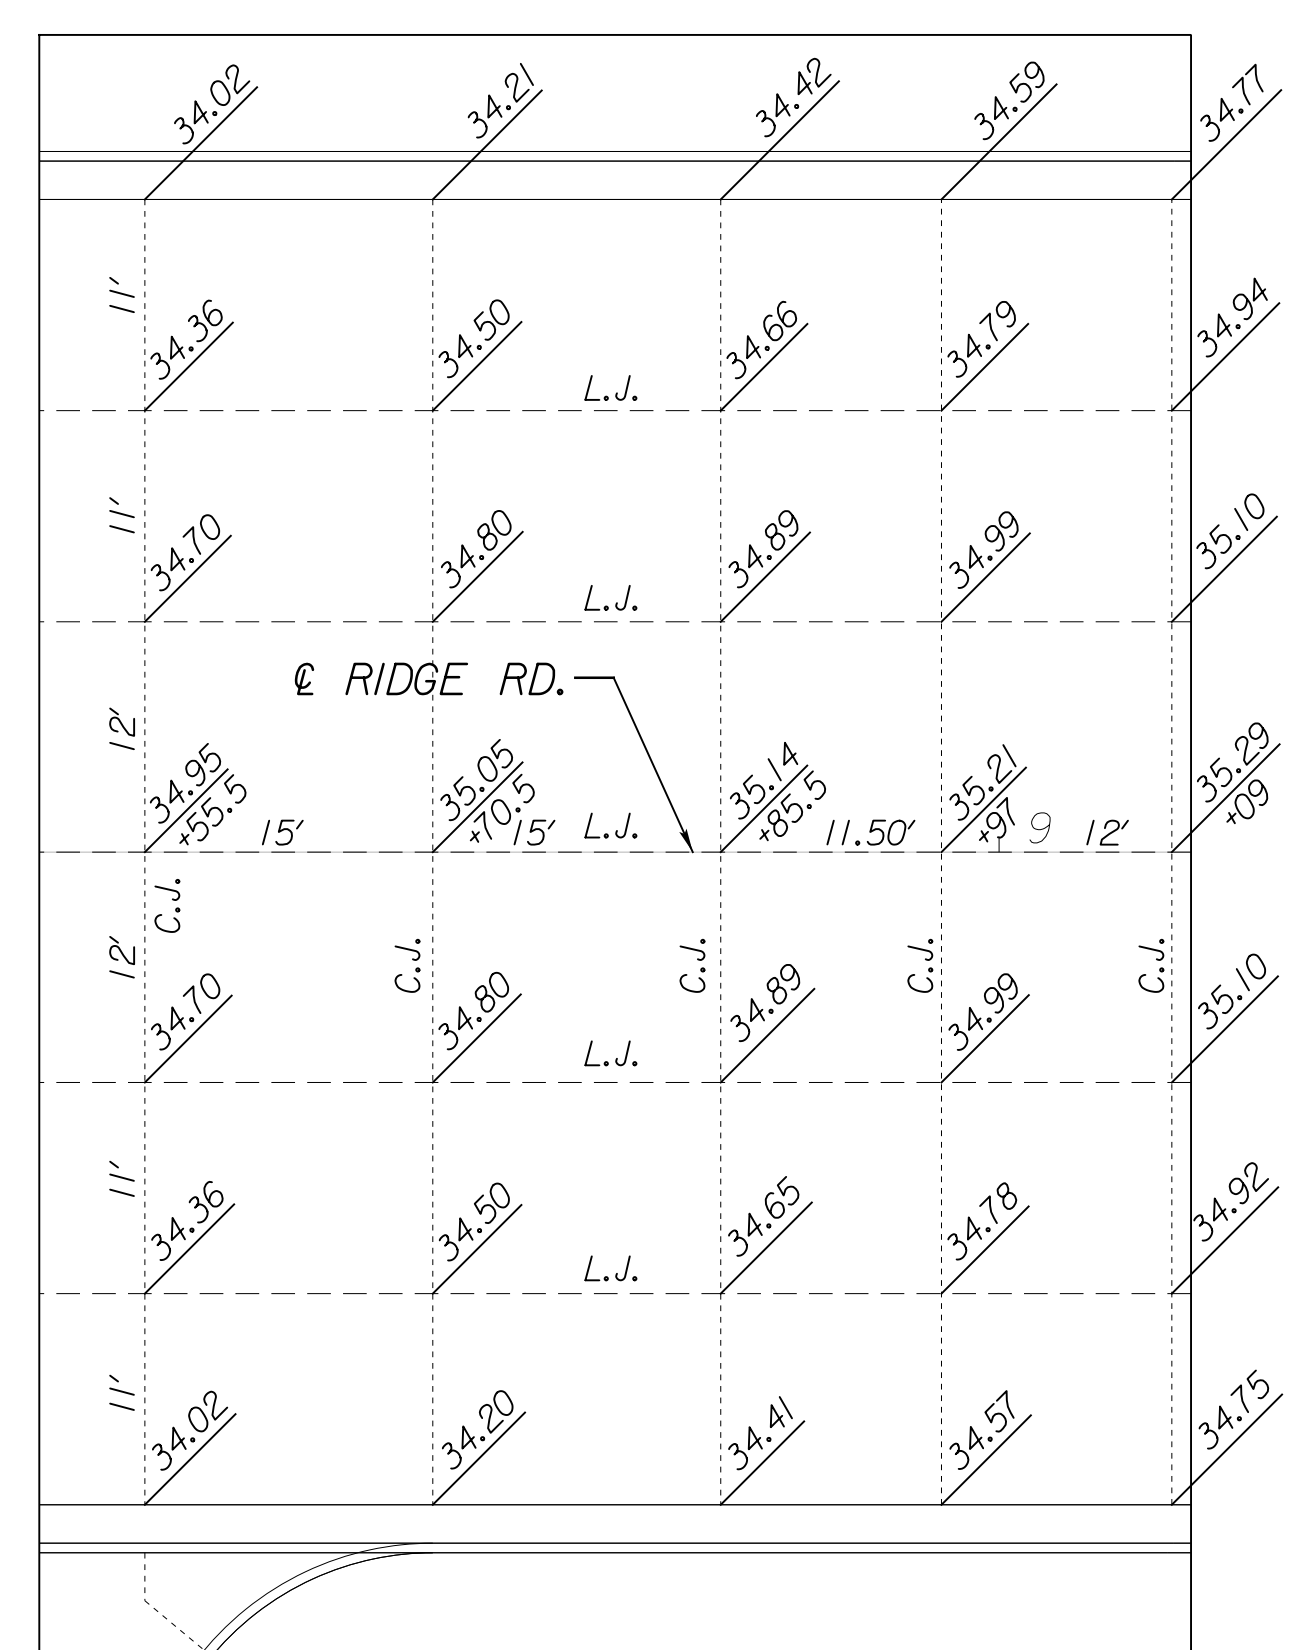 34.02 34.21 34.42 34.59 34.77
11'
34.36 34.50 34.66 34.79 34.94
L.J.
11'
34.70 34.80 34.89 34.99 35.10
L.J.
℄ RIDGE RD.
12'
34.95 35.05 35.14 35.21 35.29
+55.5 +70.5 +85.5 +97 +09
15' 15' L.J. 11.50' 9 12'
C.J.
12' C.J. C.J. C.J. C.J.
34.70 34.80 34.89 34.99 35.10
L.J.
11'
34.36 34.50 34.65 34.78 34.92
L.J.
11'
34.02 34.20 34.41 34.57 34.75